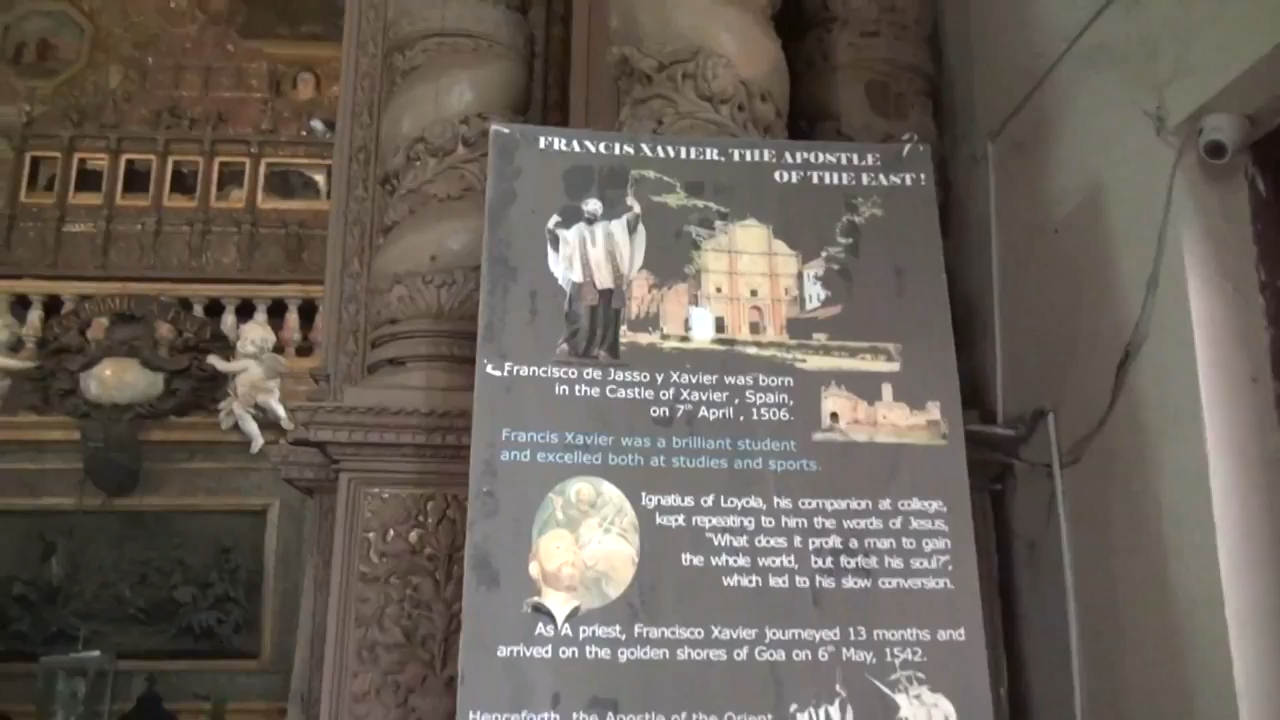 FRANCIS XAVIER, THE APOSTLE
OF THE EAST !
Francisco de Jasso y Xavier was born
in the Castle of Xavier , Spain,
on 7th April , 1506.
Francis Xavier was a brilliant student
and excelled both at studies and sports.
Ignatius of Loyola, his companion at college,
kept repeating to him the words of Jesus,
"What does it profit a man to gain
the whole world, but forfeit his soul?",
which led to his slow conversion.
As A priest, Francisco Xavier journeyed 13 months and
arrived on the golden shores of Goa on 6th May, 1542.
Henceforth, the Apostle of the Orient